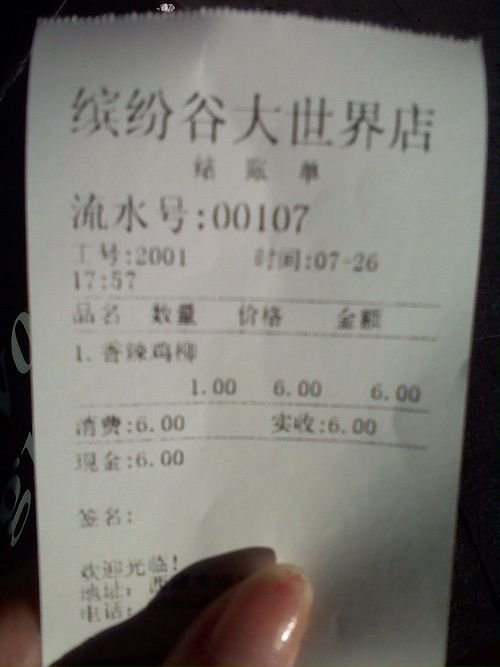 缤纷谷大世界店
结 账 单
流水号:00107
工号:2001 时间:07-26
17:57
品名 数量 价格 金额
1.香辣鸡柳
1.00 6.00 6.00
消费:6.00 实收:6.00
现金:6.00
签名:
欢迎光临!
地址: 西
电话: